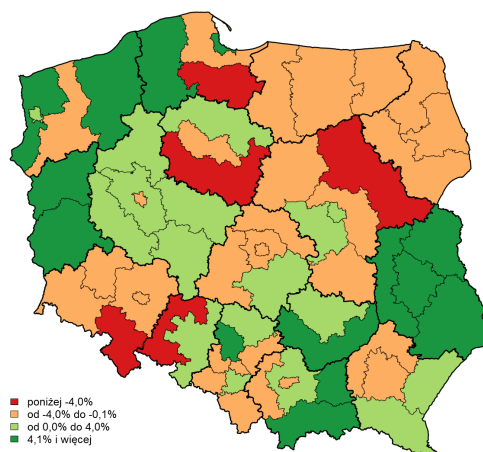 poniżej -4,0%
od -4,0% do -0,1%
od 0,0% do 4,0%
4,1% i więcej